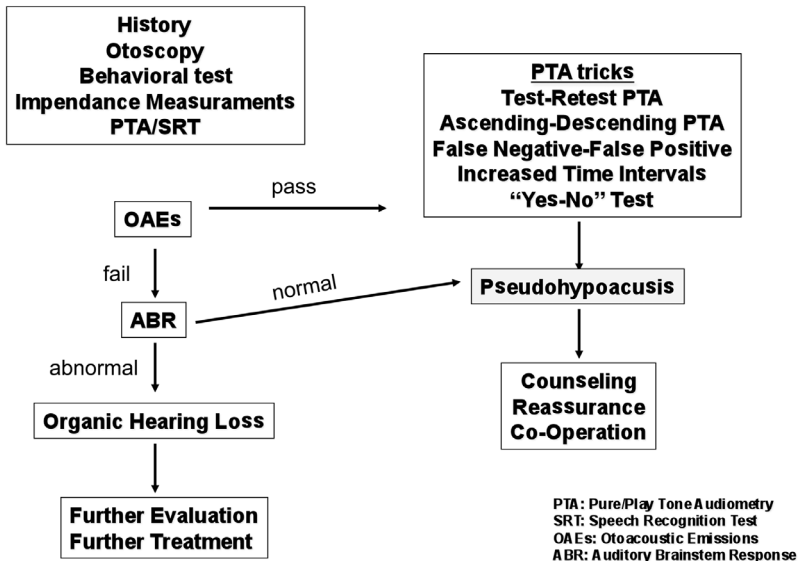 History
Otoscopy
Behavioral test
Impendance Measuraments
PTA/SRT
PTA tricks
Test-Retest PTA
Ascending-Descending PTA
False Negative-False Positive
Increased Time Intervals
“Yes-No” Test
pass
OAEs
fail
normal
Pseudohypoacusis
ABR
abnormal
Counseling
Reassurance
Co-Operation
Organic Hearing Loss
Further Evaluation
Further Treatment
PTA: Pure/Play Tone Audiometry
SRT: Speech Recognition Test
OAEs: Otoacoustic Emissions
ABR: Auditory Brainstem Response